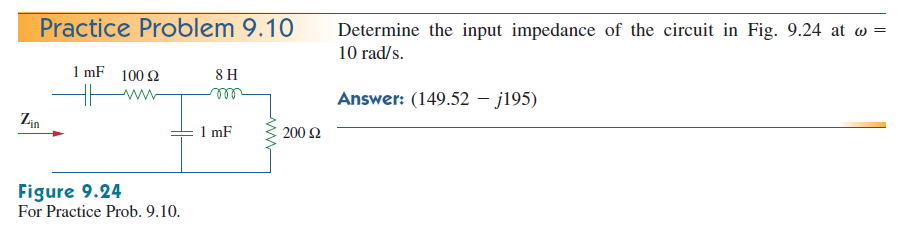 Practice Problem 9.10
Determine the input impedance of the circuit in Fig. 9.24 at ω =
10 rad/s.
Answer: (149.52 − j195)
1 mF 100 Ω 8 H
Zin
1 mF 200 Ω
Figure 9.24
For Practice Prob. 9.10.